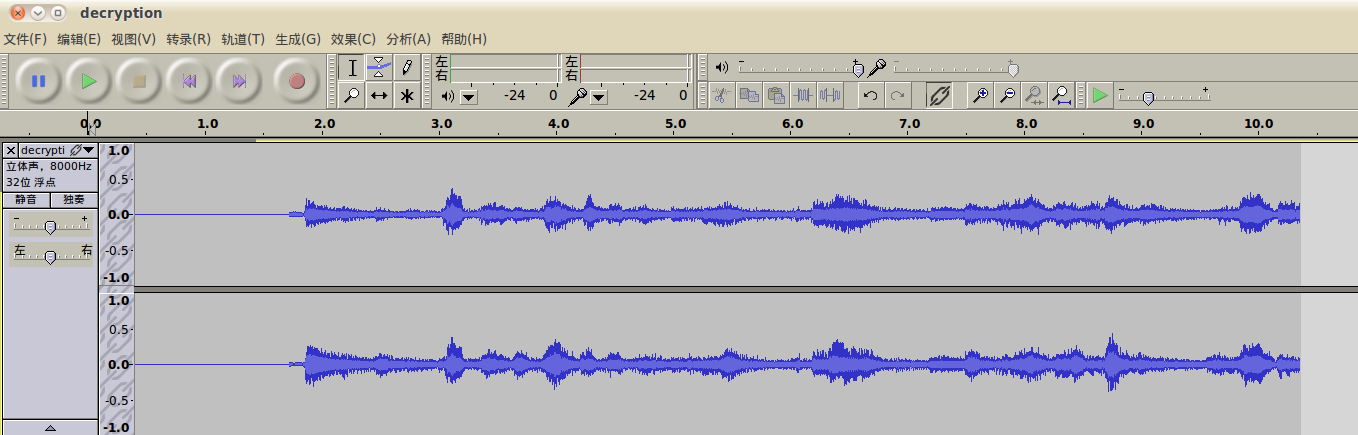 decryption
文件(F) 编辑(E) 视图(V) 转录(R) 轨道(T) 生成(G) 效果(C) 分析(A) 帮助(H)
左
右
-24 0
左
右
-24 0
- +
- +
- +
0.0 1.0 2.0 3.0 4.0 5.0 6.0 7.0 8.0 9.0 10.0
decrypti
立体声，8000Hz
32位 浮点
静音 独奏
- +
左 右
1.0
0.5
0.0
-0.5
-1.0
1.0
0.5
0.0
-0.5
-1.0